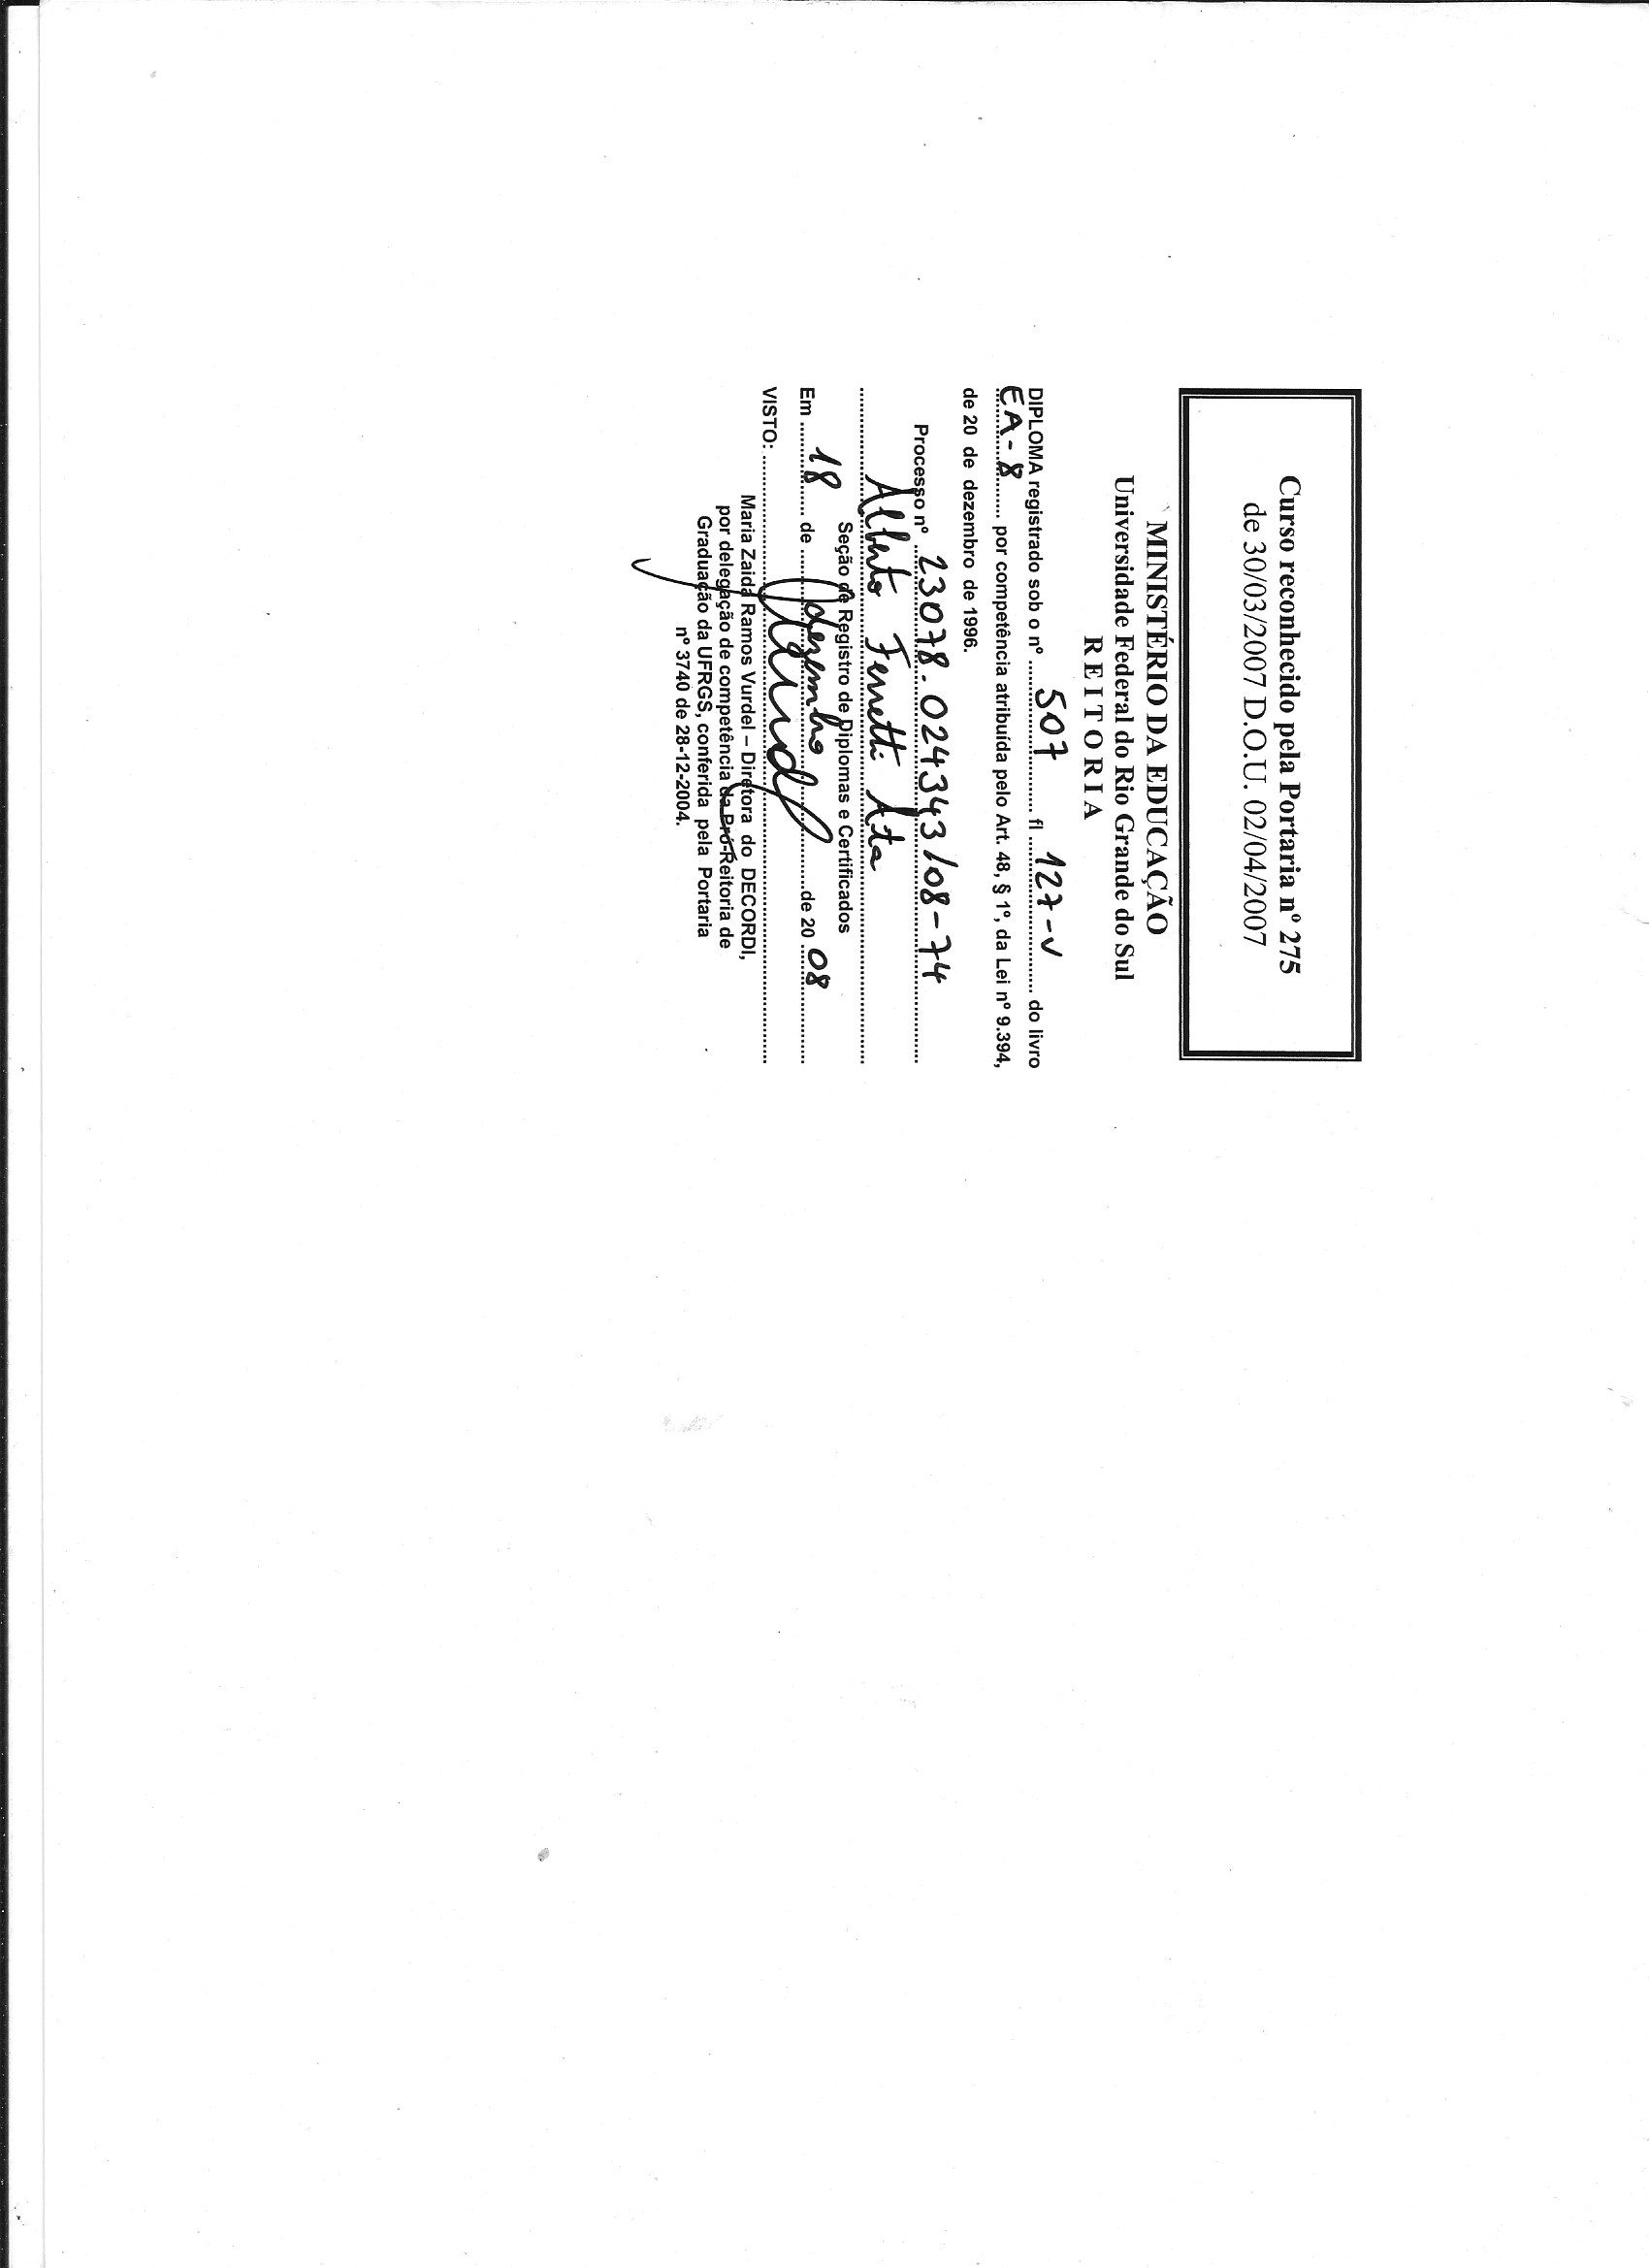 Curso reconhecido pela Portaria nº 275
de 30/03/2007 D.O.U. 02/04/2007
MINISTÉRIO DA EDUCAÇÃO
Universidade Federal do Rio Grande do Sul
R E I T O R I A
DIPLOMA registrado sob o nº 507 fl 127-v do livro
EA-8 por competência atribuída pelo Art. 48, § 1º, da Lei nº 9.394,
de 20 de dezembro de 1996.
Processo nº 23078.024343/08-74
Alberto Ferretti
Seção de Registro de Diplomas e Certificados
Em 18 de dezembro de 2008
VISTO:
Maria Zaida Ramos Vurdel – Diretora do DECORDI,
por delegação de competência da Pró-Reitoria de
Graduação da UFRGS, conferida pela Portaria
nº 3740 de 28-12-2004.